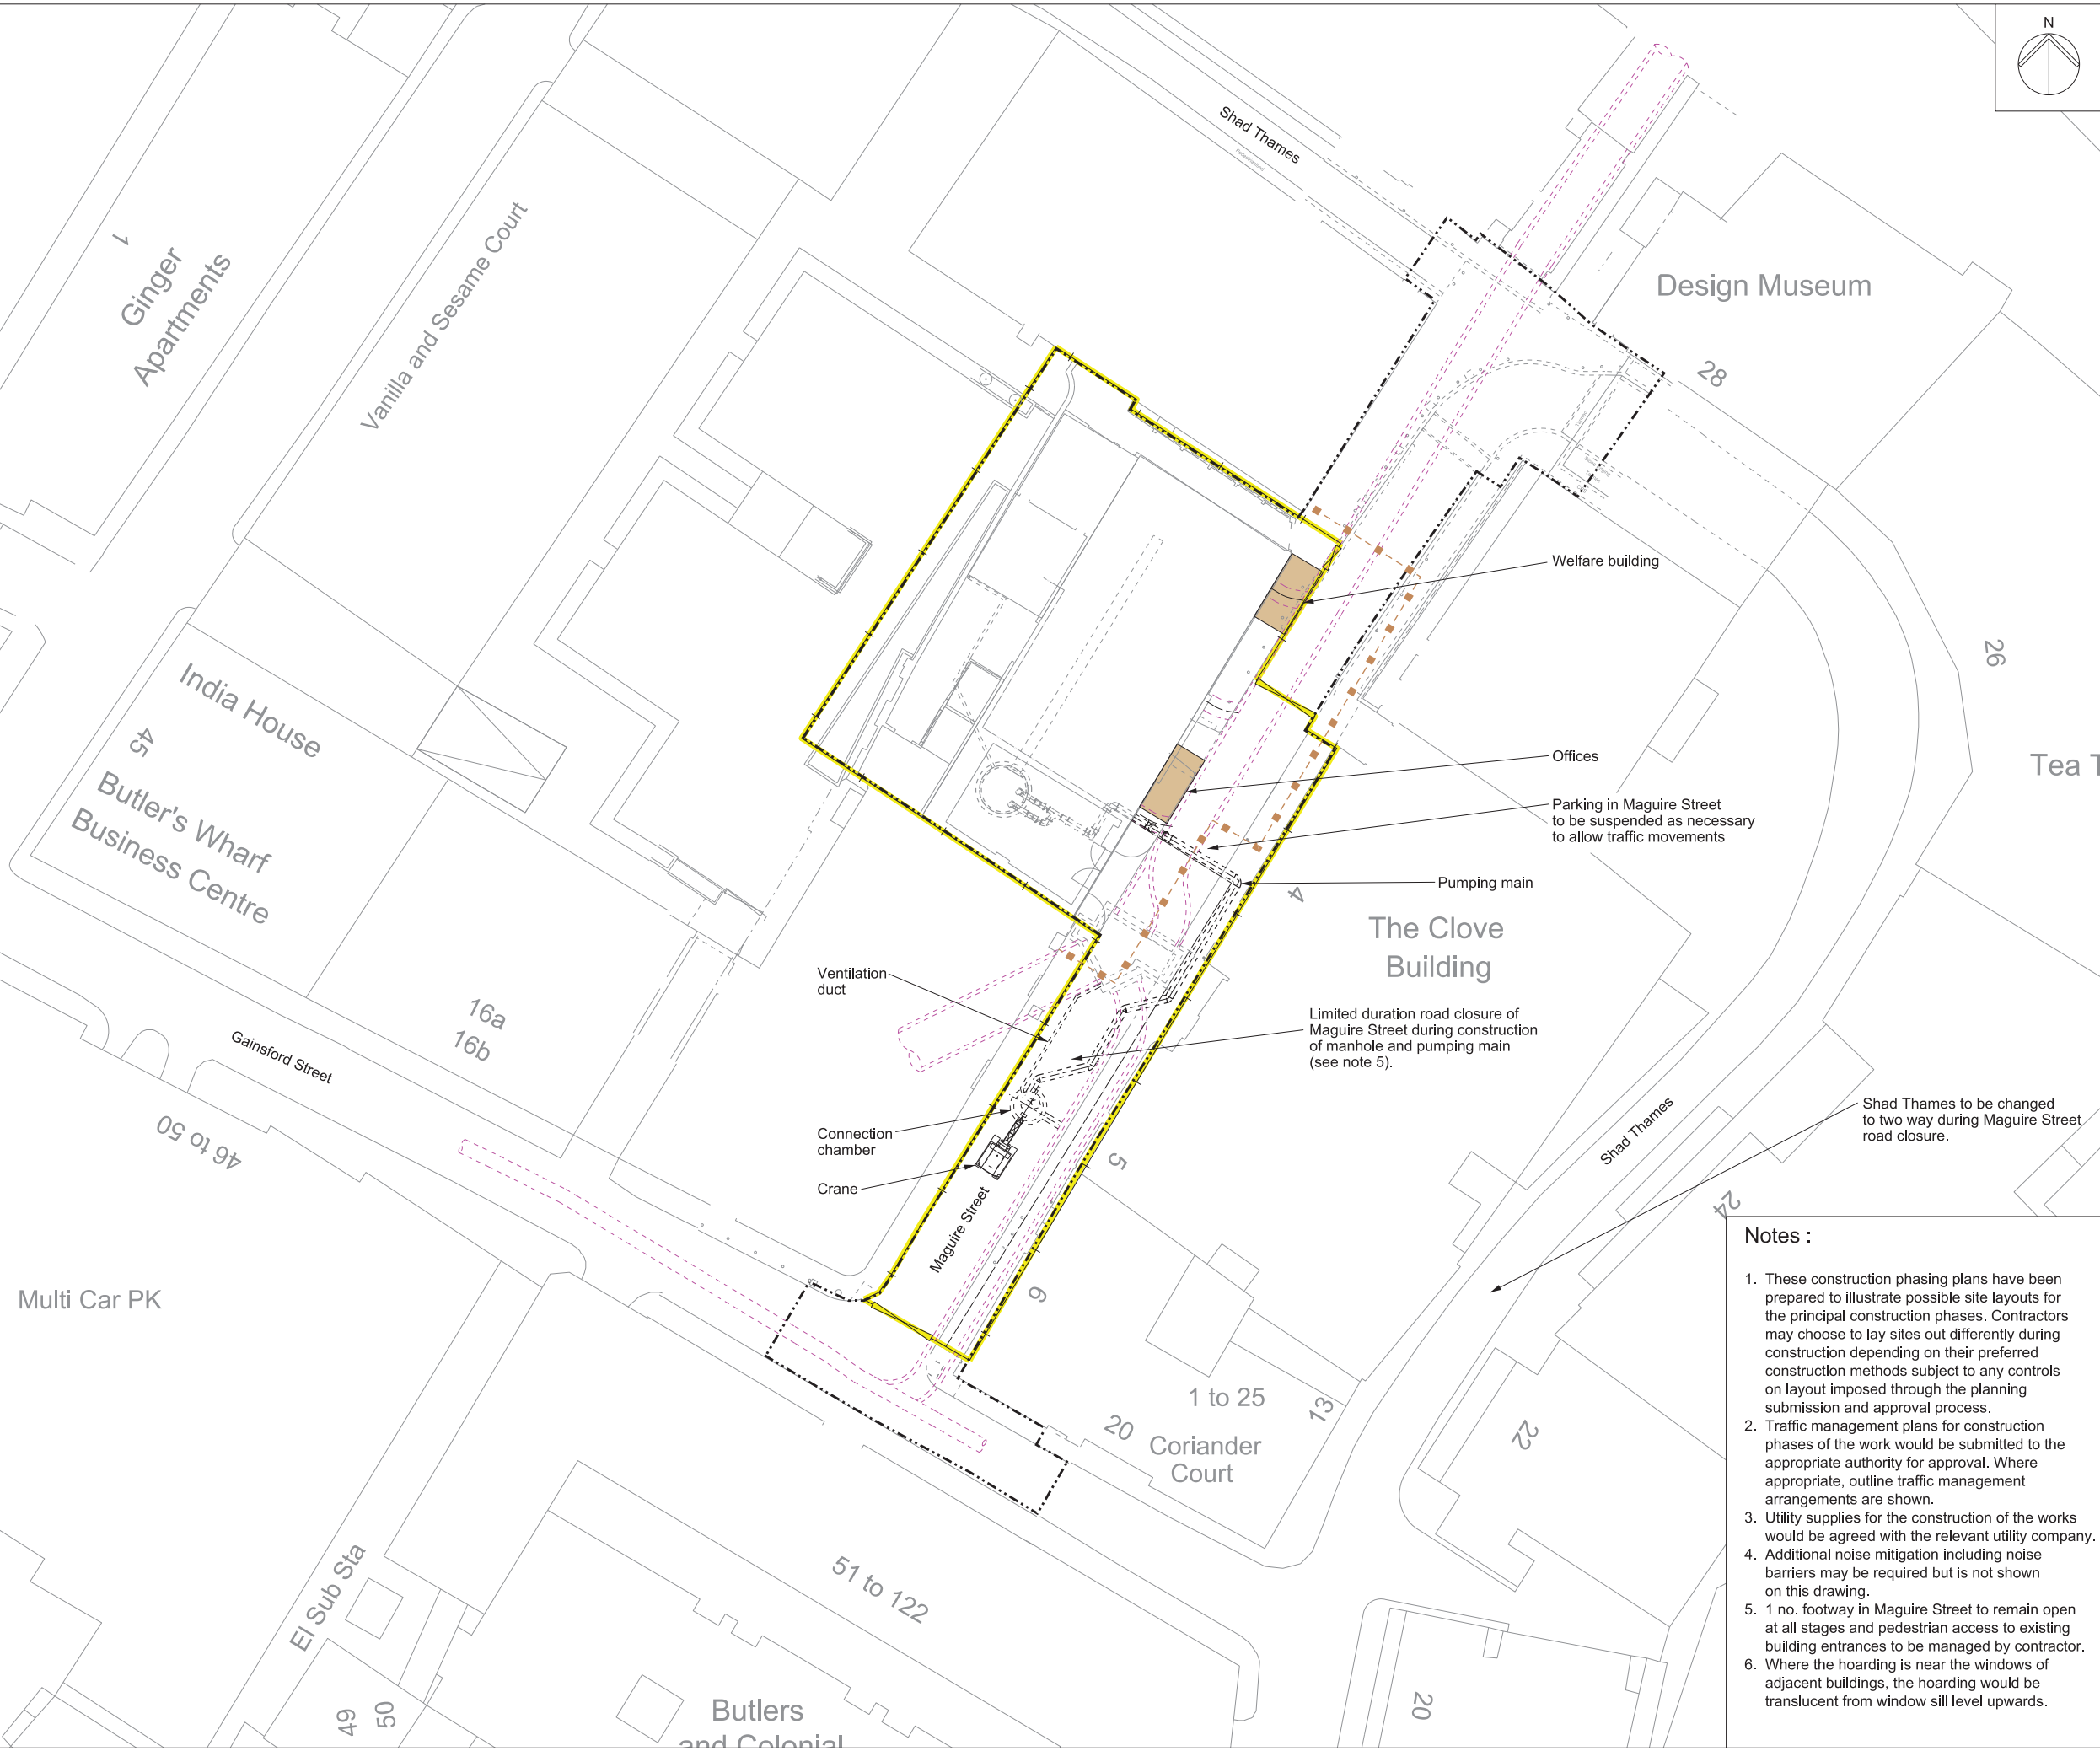 N
Shad Thames
Design Museum
28
1
Ginger
Apartments
Vanilla and Sesame Court
Welfare building
26
India House
45
Butler's Wharf
Business Centre
Offices
Tea T
Parking in Maguire Street
to be suspended as necessary
to allow traffic movements
Pumping main
4
The Clove
Building
Ventilation
duct
16a
16b
Limited duration road closure of
Maguire Street during construction
of manhole and pumping main
(see note 5).
Gainsford Street
46 to 50
Connection
chamber
Crane
5
Maguire Street
6
Shad Thames
Shad Thames to be changed
to two way during Maguire Street
road closure.
24
Multi Car PK
1 to 25
13
20
Coriander
Court
22
51 to 122
El Sub Sta
49
50
Butlers
and Colonial
20
Notes :
1. These construction phasing plans have been
prepared to illustrate possible site layouts for
the principal construction phases. Contractors
may choose to lay sites out differently during
construction depending on their preferred
construction methods subject to any controls
on layout imposed through the planning
submission and approval process.
2. Traffic management plans for construction
phases of the work would be submitted to the
appropriate authority for approval. Where
appropriate, outline traffic management
arrangements are shown.
3. Utility supplies for the construction of the works
would be agreed with the relevant utility company.
4. Additional noise mitigation including noise
barriers may be required but is not shown
on this drawing.
5. 1 no. footway in Maguire Street to remain open
at all stages and pedestrian access to existing
building entrances to be managed by contractor.
6. Where the hoarding is near the windows of
adjacent buildings, the hoarding would be
translucent from window sill level upwards.